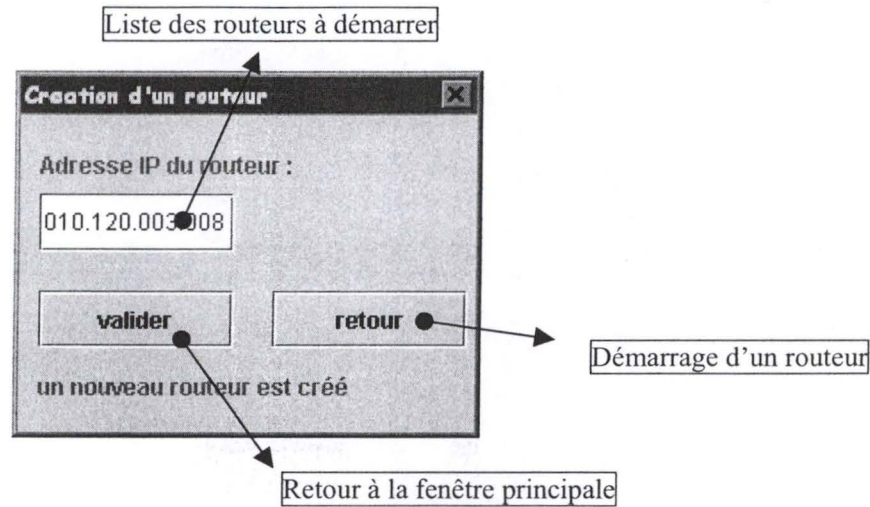 Liste des routeurs à démarrer
Creation d'un routeur
Adresse IP du routeur :
010.120.003.008
valider
retour
Démarrage d'un routeur
un nouveau routeur est créé
Retour à la fenêtre principale